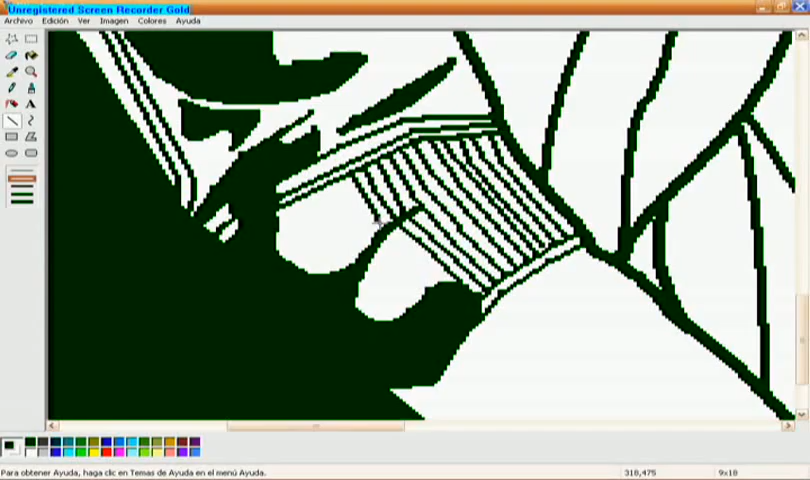 Unregistered Screen Recorder Gold
Archivo Edición Ver Imagen Colores Ayuda
A
Para obtener Ayuda, haga clic en Temas de Ayuda en el menú Ayuda. 318,475 9x18